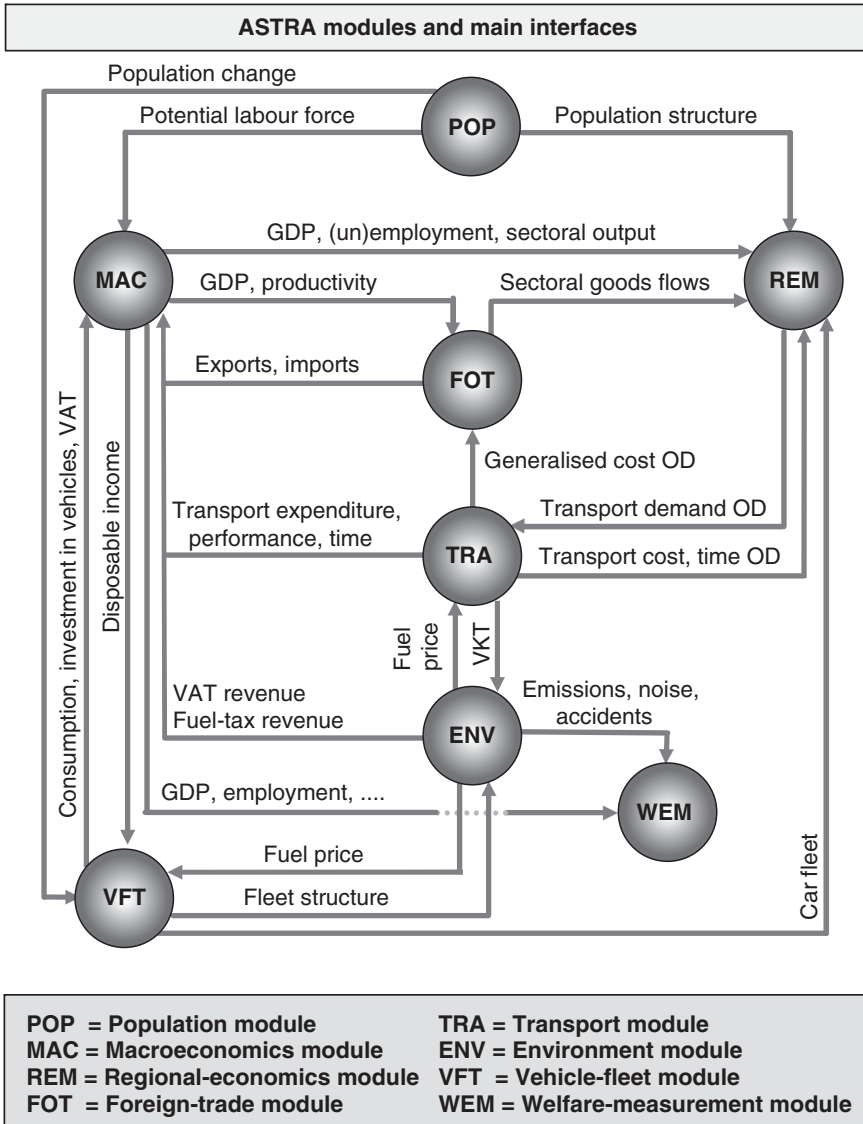 ASTRA modules and main interfaces
Population change
Potential labour force
POP
Population structure
GDP, (un)employment, sectoral output
MAC
REM
GDP, productivity
Sectoral goods flows
Exports, imports
FOT
Generalised cost OD
Transport expenditure,
performance, time
Transport demand OD
TRA
Transport cost, time OD
Consumption, investment in vehicles, VAT
Disposable income
Fuel
price
VKT
VAT revenue
Fuel-tax revenue
Emissions, noise,
accidents
ENV
GDP, employment, ....
WEM
Fuel price
VFT
Fleet structure
Car fleet
POP = Population module
MAC = Macroeconomics module
REM = Regional-economics module
FOT = Foreign-trade module
TRA = Transport module
ENV = Environment module
VFT = Vehicle-fleet module
WEM = Welfare-measurement module